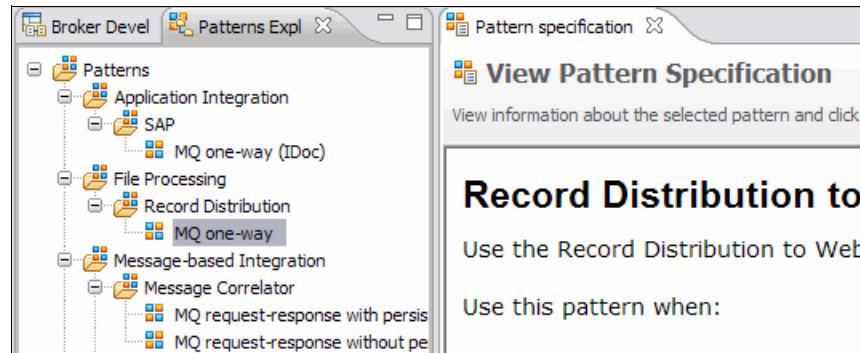 Broker Devel
Patterns Expl
Patterns
Application Integration
SAP
MQ one-way (IDoc)
File Processing
Record Distribution
MQ one-way
Message-based Integration
Message Correlator
MQ request-response with persis
MQ request-response without pe
Pattern specification
View Pattern Specification
View information about the selected pattern and click
Record Distribution to
Use the Record Distribution to Web
Use this pattern when: